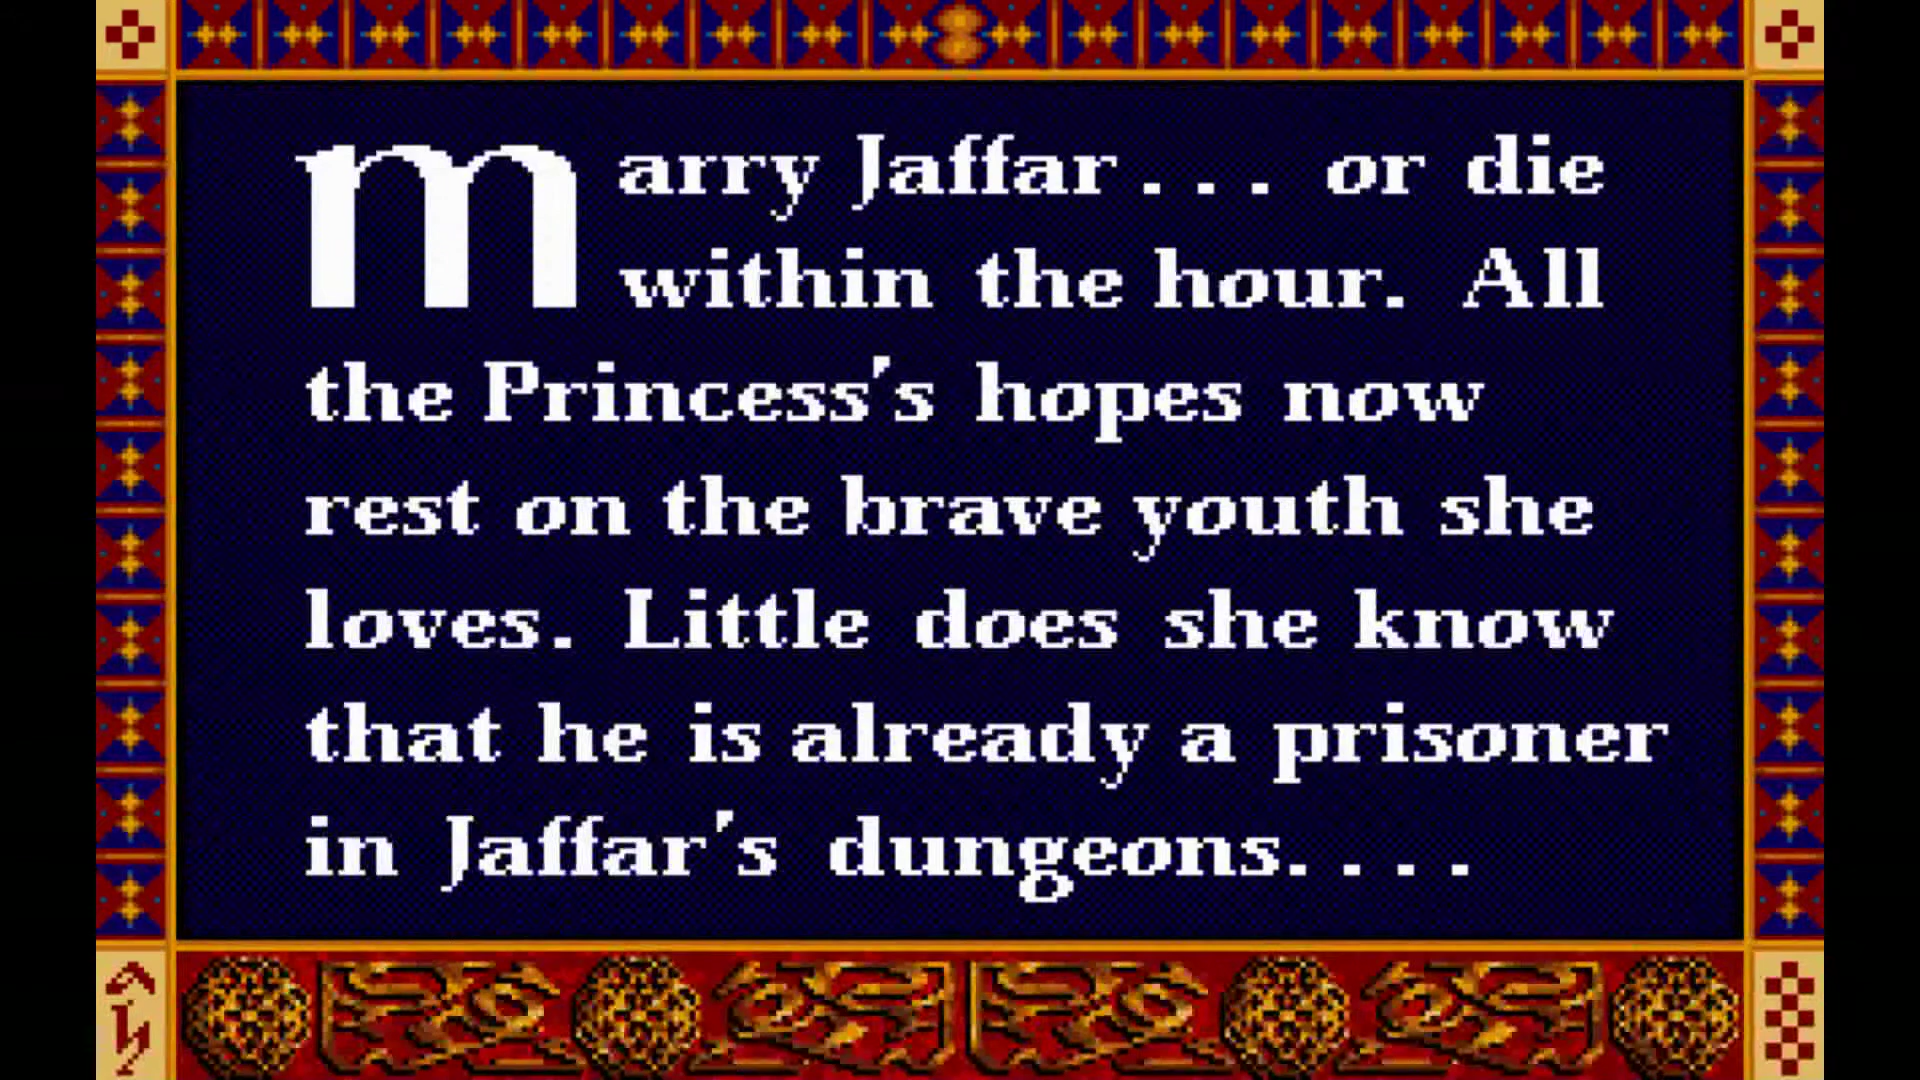 Marry Jaffar... or die
within the hour. All
the Princess's hopes now
rest on the brave youth she
loves. Little does she know
that he is already a prisoner
in Jaffar's dungeons....